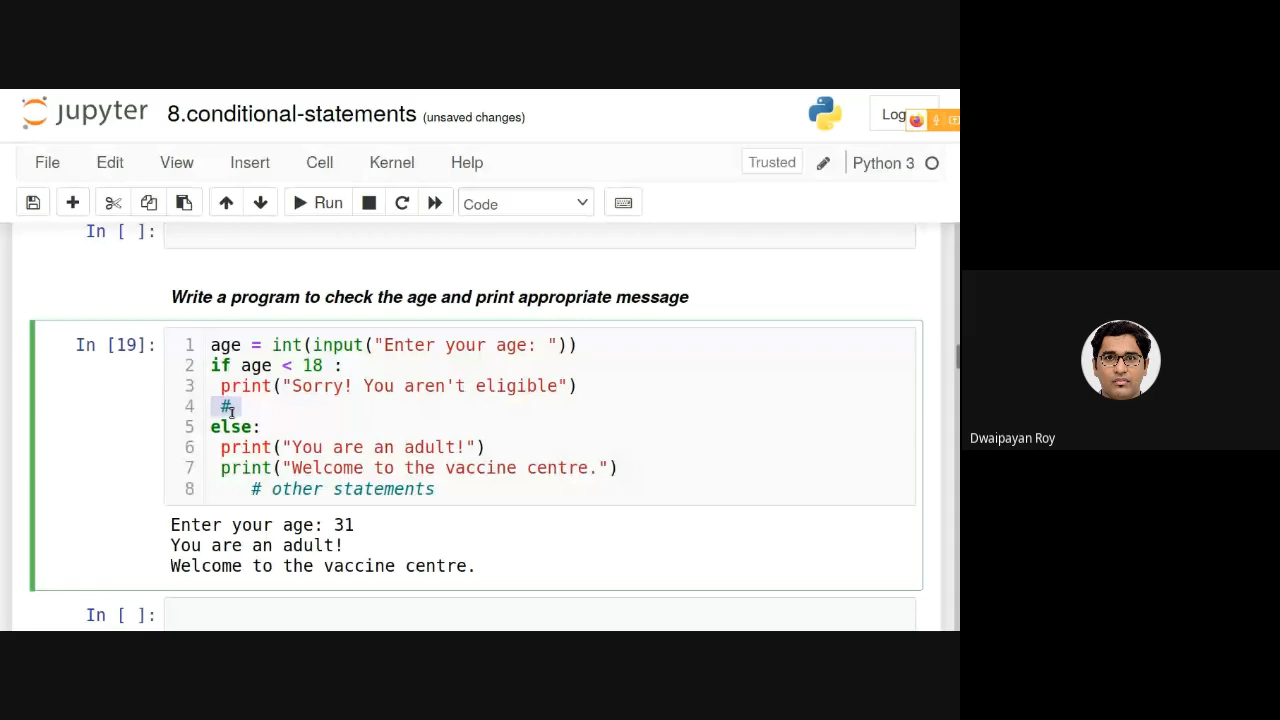 jupyter 8.conditional-statements (unsaved changes)
File Edit View Insert Cell Kernel Help Trusted Python 3
Run Code
In [ ]:
Write a program to check the age and print appropriate message
In [19]:
1 age = int(input("Enter your age: "))
2 if age < 18 :
3 print("Sorry! You aren't eligible")
4 #
5 else:
6 print("You are an adult!")
7 print("Welcome to the vaccine centre.")
8 # other statements
Enter your age: 31
You are an adult!
Welcome to the vaccine centre.
In [ ]:
Dwaipayan Roy